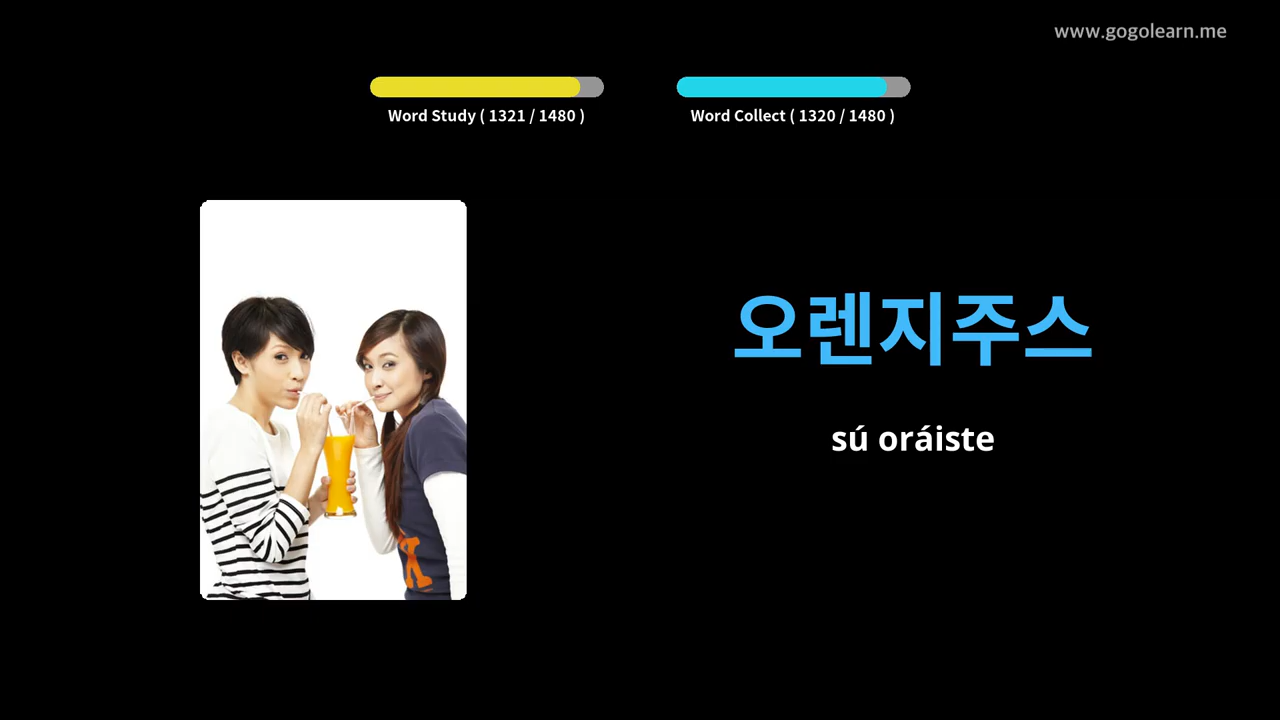 www.gogolearn.me
Word Study ( 1321 / 1480 )
Word Collect ( 1320 / 1480 )
오렌지주스
sú oráiste